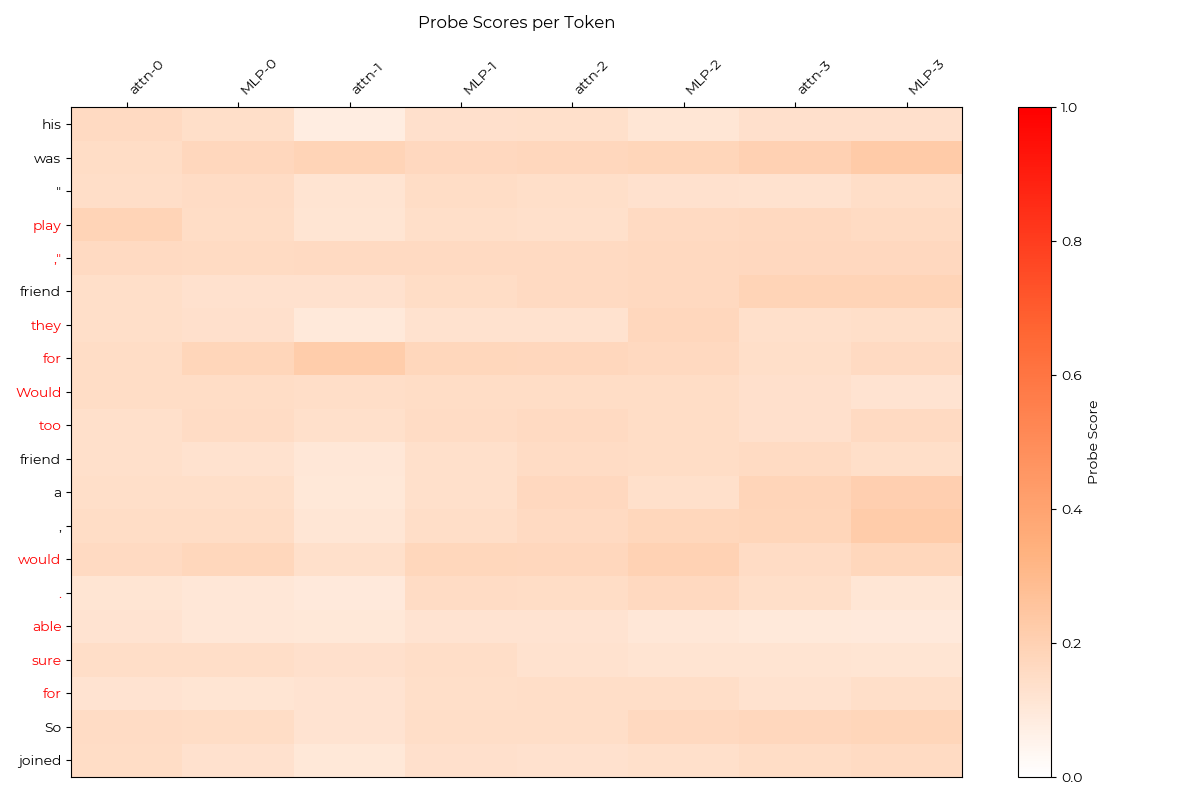 Probe Scores per Token
attn-0 MLP-0 attn-1 MLP-1 attn-2 MLP-2 attn-3 MLP-3
his
was
"
play
,"
friend
they
for
Would
too
friend
a
,
would
.
able
sure
for
So
joined
1.0
0.8
0.6
0.4
0.2
0.0
Probe Score